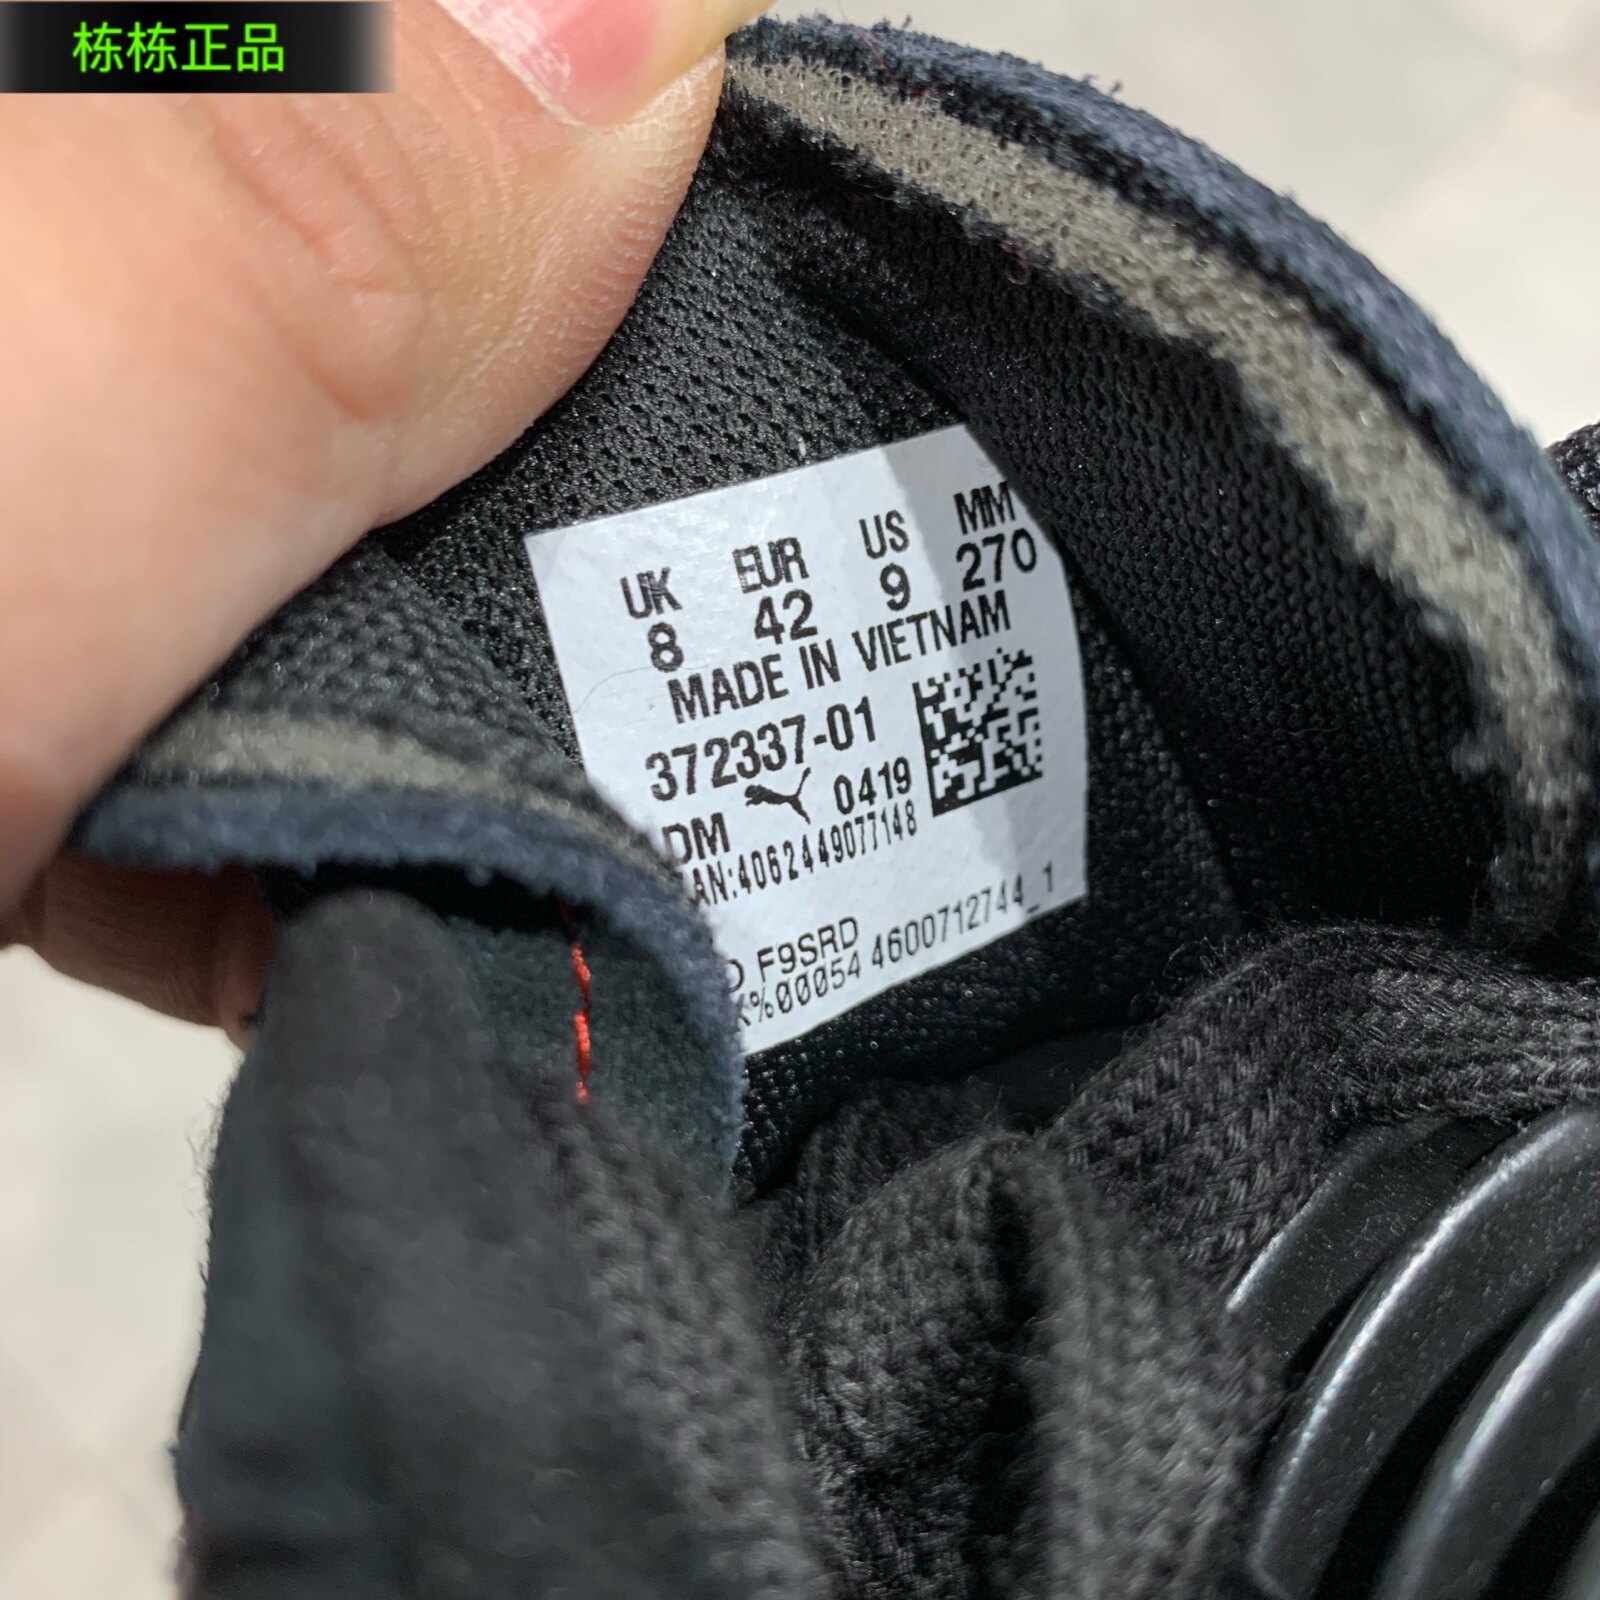 栋栋正品
UK EUR US MM
8 42 9 270
MADE IN VIETNAM
372337-01
DM 0419
AN:4062449077148
F9SRD
%00054 4600712744_1